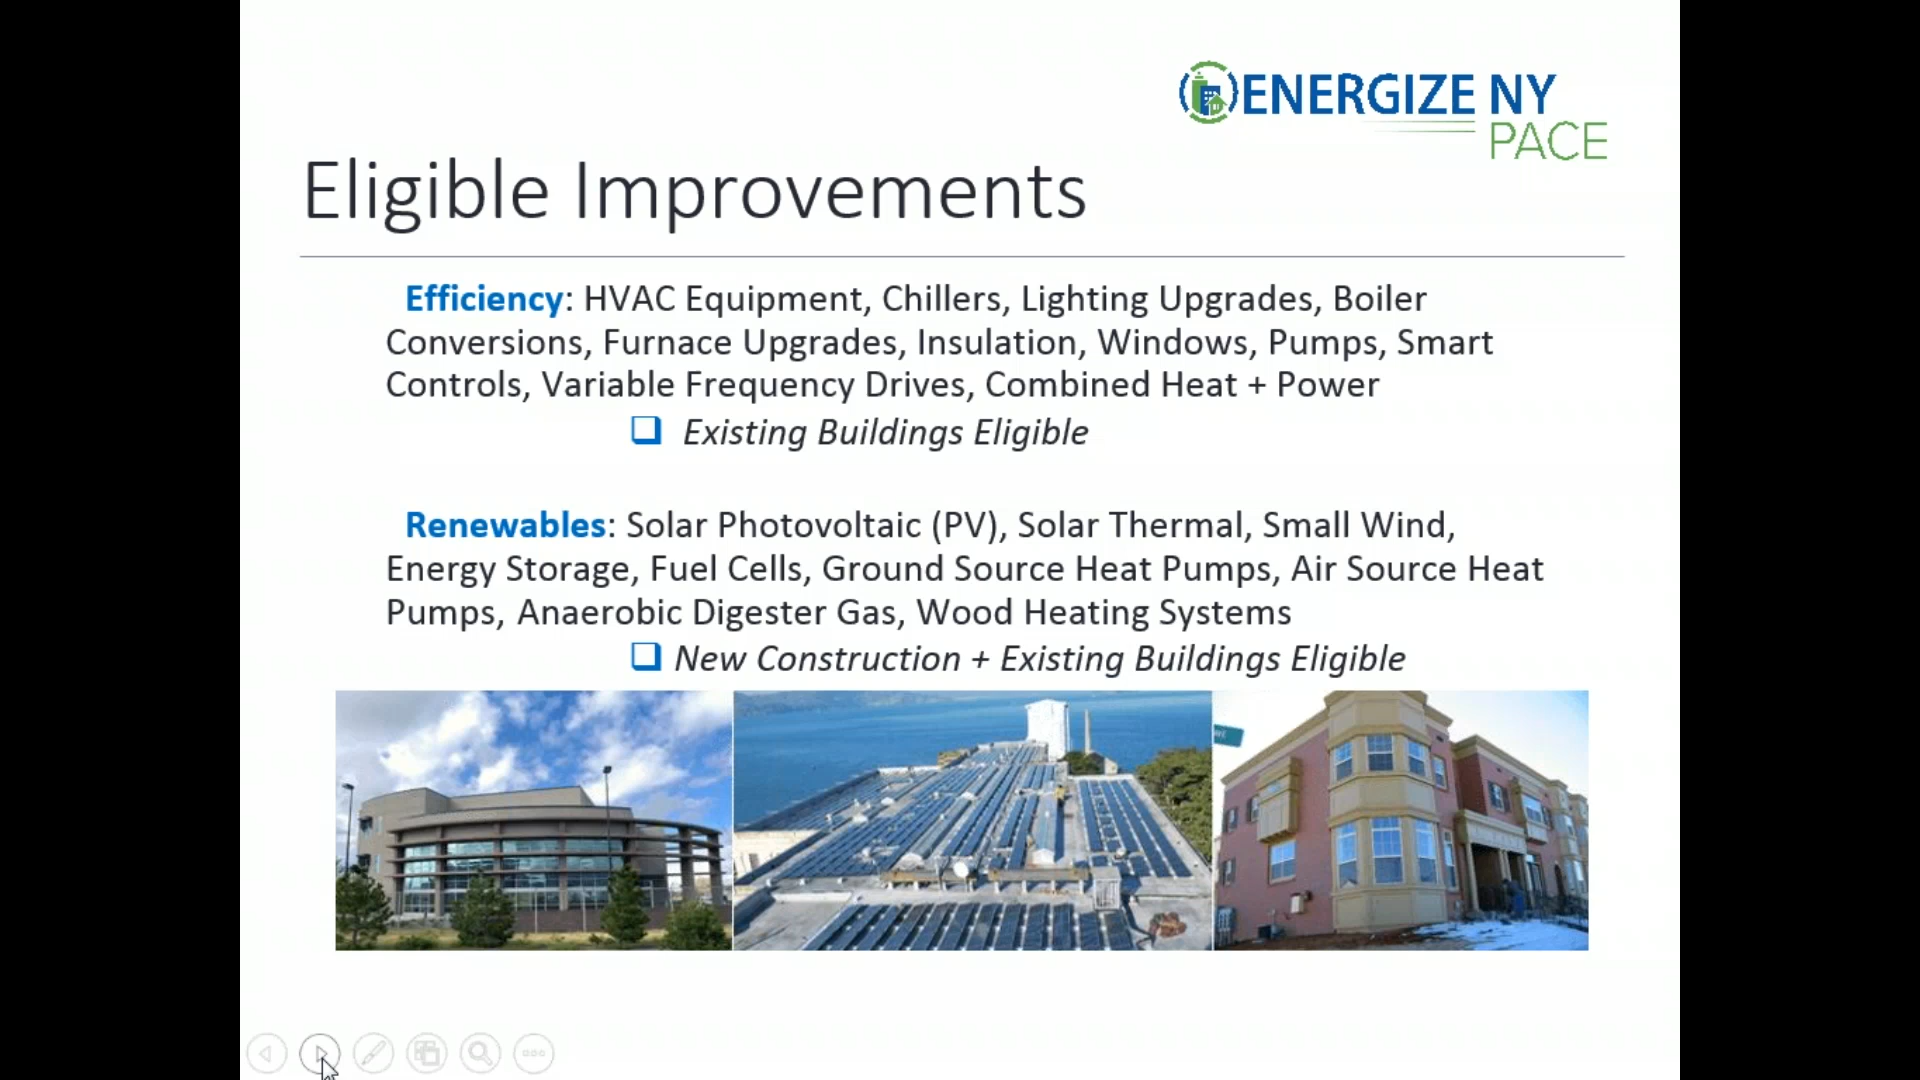 ENERGIZE NY
PACE
Eligible Improvements
Efficiency: HVAC Equipment, Chillers, Lighting Upgrades, Boiler
Conversions, Furnace Upgrades, Insulation, Windows, Pumps, Smart
Controls, Variable Frequency Drives, Combined Heat + Power
Existing Buildings Eligible
Renewables: Solar Photovoltaic (PV), Solar Thermal, Small Wind,
Energy Storage, Fuel Cells, Ground Source Heat Pumps, Air Source Heat
Pumps, Anaerobic Digester Gas, Wood Heating Systems
New Construction + Existing Buildings Eligible